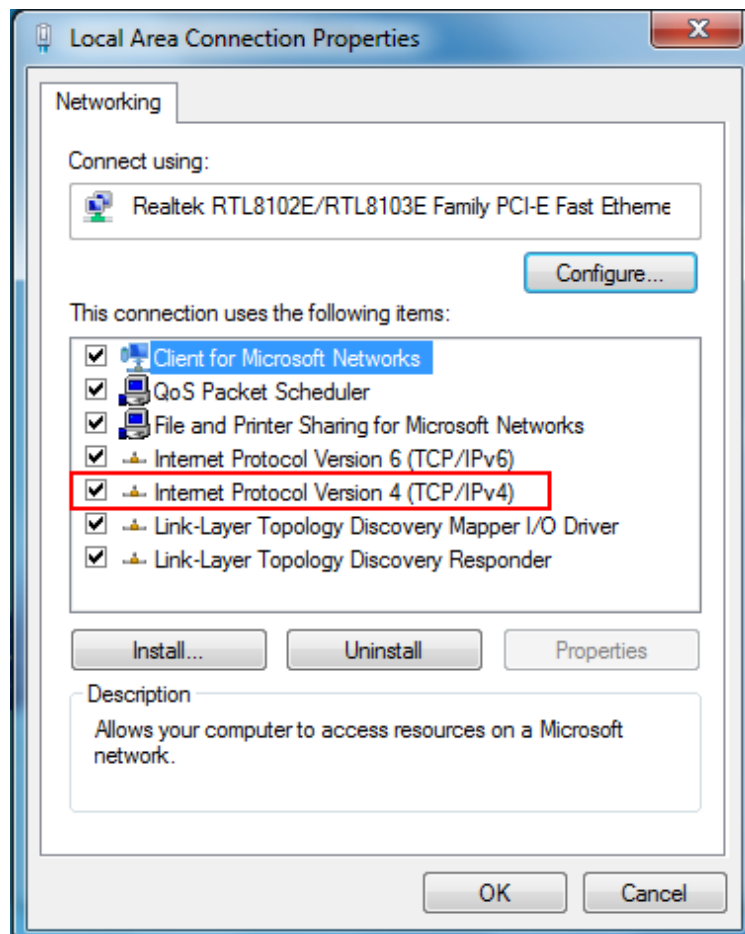 Local Area Connection Properties
Networking
Connect using:
Realtek RTL8102E/RTL8103E Family PCI-E Fast Etherne
Configure...
This connection uses the following items:
Client for Microsoft Networks
QoS Packet Scheduler
File and Printer Sharing for Microsoft Networks
Internet Protocol Version 6 (TCP/IPv6)
Internet Protocol Version 4 (TCP/IPv4)
Link-Layer Topology Discovery Mapper I/O Driver
Link-Layer Topology Discovery Responder
Install... Uninstall Properties
Description
Allows your computer to access resources on a Microsoft
network.
OK Cancel